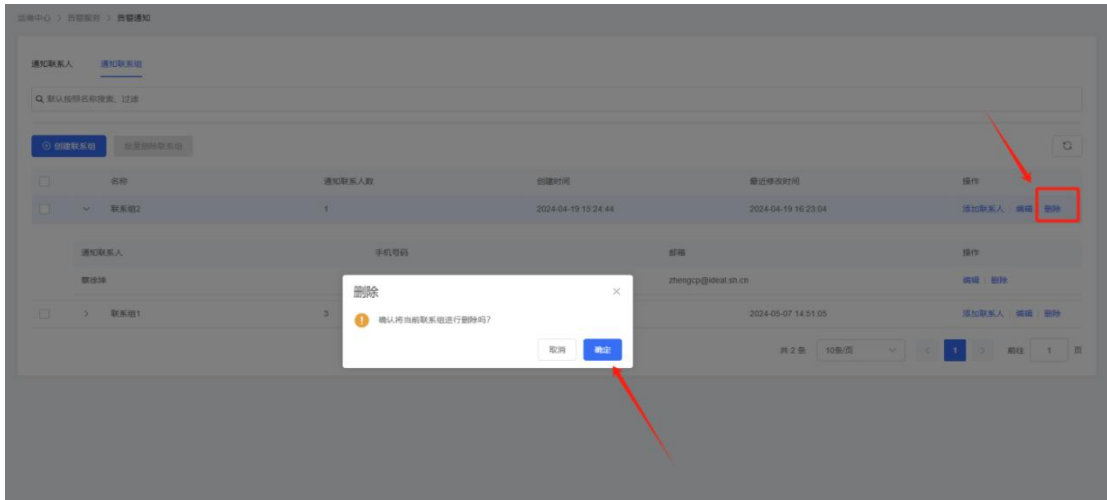 运维中心 > 告警服务 > 告警通知
通知联系人 通知联系组
默认按照名称搜索、过滤
创建联系组 批量删除联系组
名称 通知联系人数 创建时间 最近修改时间 操作
联系组2 1 2024-04-19 15:24:44 2024-04-19 16:23:04 添加联系人 编辑 删除
通知联系人 手机号码 邮箱 操作
zhengcp@ideal.sh.cn 编辑 删除
删除
确认将当前联系组进行删除吗?
取消 确定
联系组1 3 2024-05-07 14:51:05 添加联系人 编辑 删除
共 2 条 10条/页 1 前往 1 页